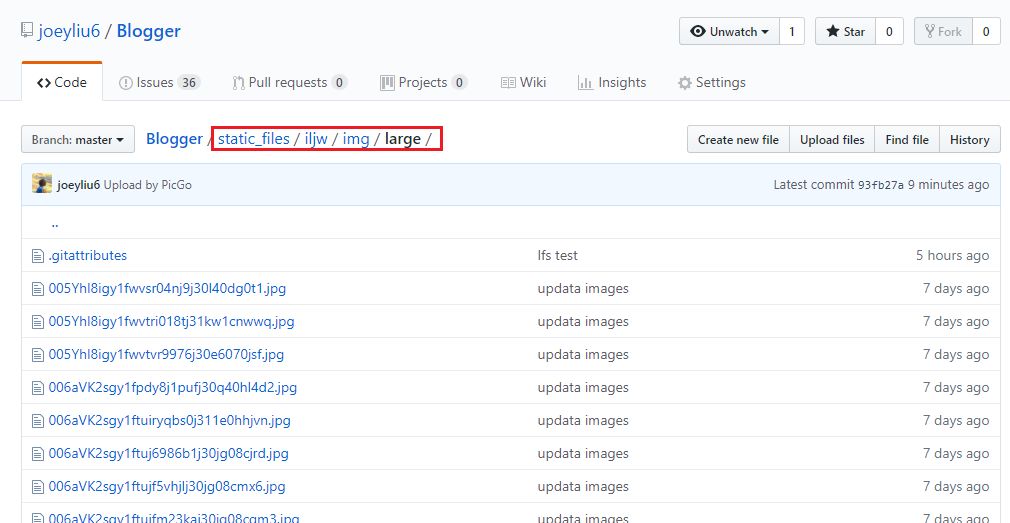 joeyliu6 / Blogger
Unwatch 1 Star 0 Fork 0
Code Issues 36 Pull requests 0 Projects 0 Wiki Insights Settings
Branch: master Blogger / static_files / iljw / img / large / Create new file Upload files Find file History
joeyliu6 Upload by PicGo Latest commit 93fb27a 9 minutes ago
..
.gitattributes lfs test 5 hours ago
005Yhl8igy1fwvsr04nj9j30l40dg0t1.jpg updata images 7 days ago
005Yhl8igy1fwvtri018tj31kw1cnwwq.jpg updata images 7 days ago
005Yhl8igy1fwvtvr9976j30e6070jsf.jpg updata images 7 days ago
006aVK2sgy1fpdy8j1pufj30q40hl4d2.jpg updata images 7 days ago
006aVK2sgy1ftuiryqbs0j311e0hhjvn.jpg updata images 7 days ago
006aVK2sgy1ftuj6986b1j30jg08cjrd.jpg updata images 7 days ago
006aVK2sgy1ftujf5vhjlj30jg08cmx6.jpg updata images 7 days ago
006aVK2sgy1ftujfm23kaj30jg08cgm3.jpg updata images 7 days ago